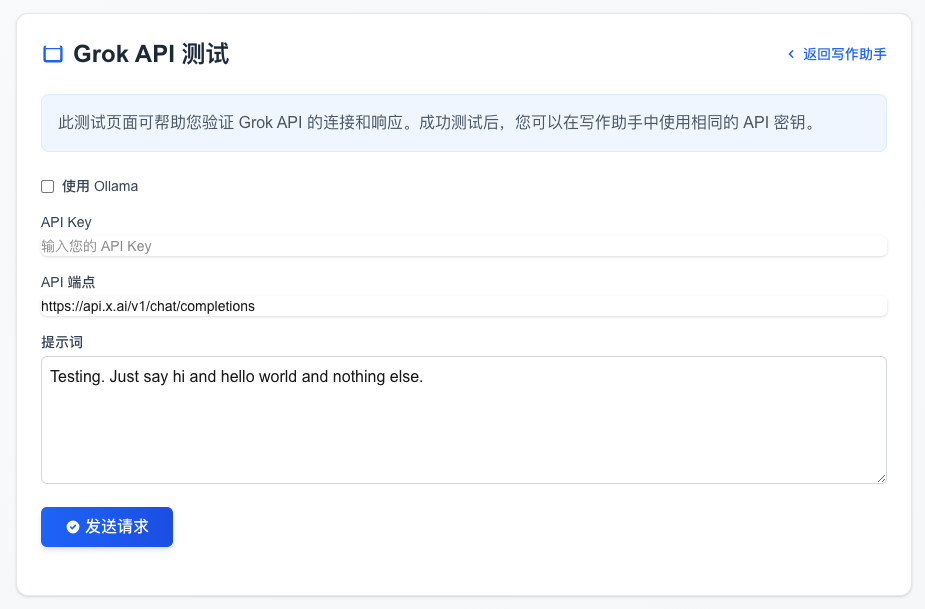 Grok API 测试
返回写作助手
此测试页面可帮助您验证 Grok API 的连接和响应。成功测试后，您可以在写作助手中使用相同的 API 密钥。
使用 Ollama
API Key
输入您的 API Key
API 端点
https://api.x.ai/v1/chat/completions
提示词
Testing. Just say hi and hello world and nothing else.
发送请求